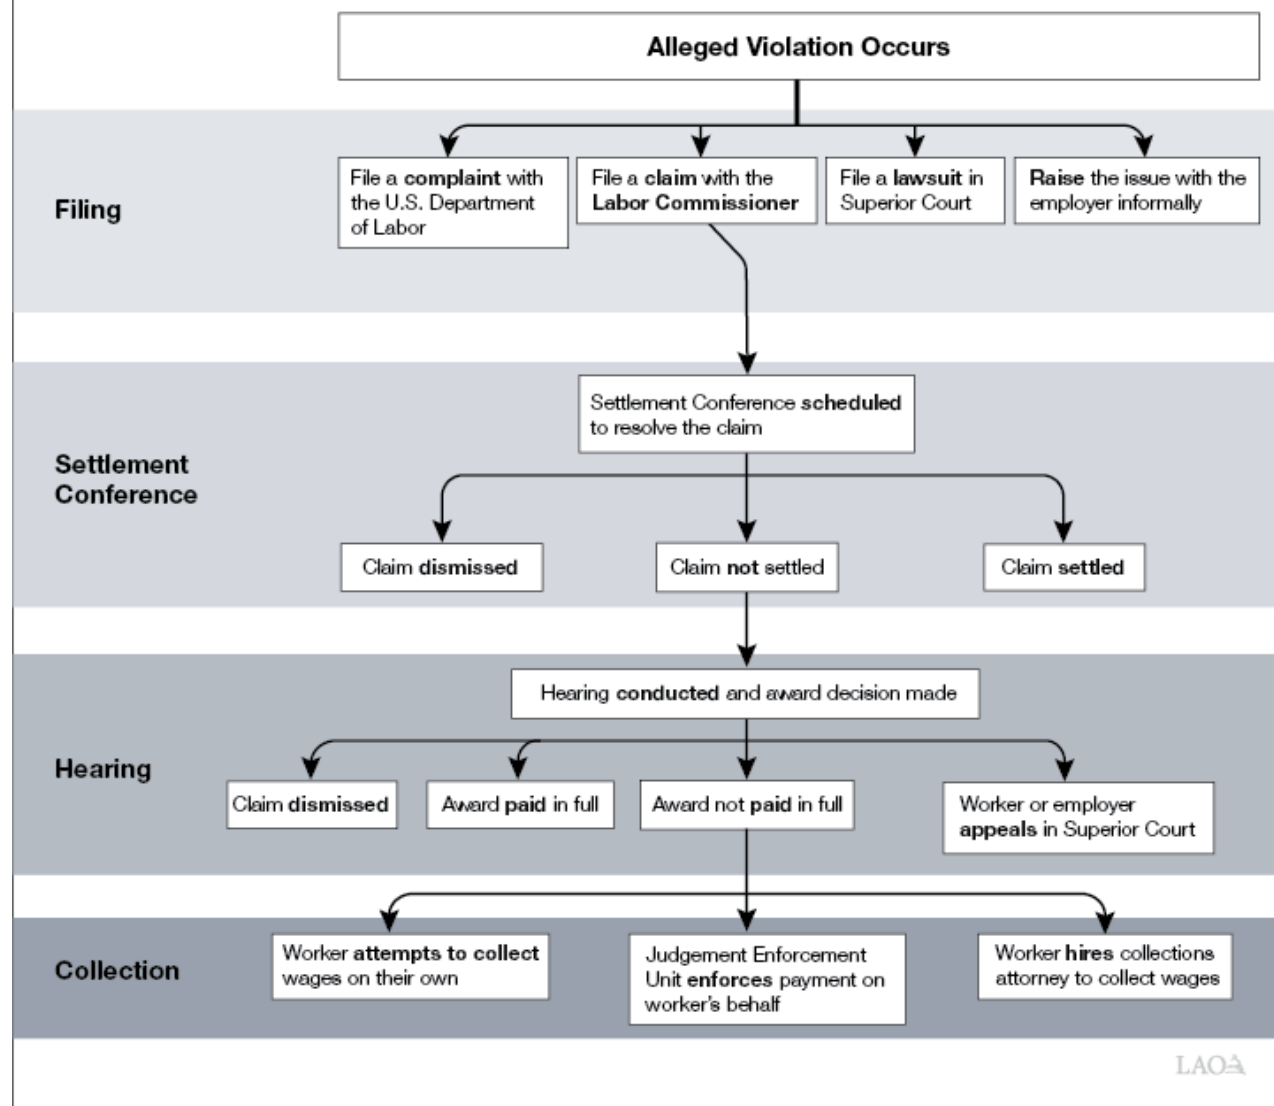 Alleged Violation Occurs
Filing
File a complaint with
the U.S. Department
of Labor
File a claim with the
Labor Commissioner
File a lawsuit in
Superior Court
Raise the issue with the
employer informally
Settlement
Conference
Settlement Conference scheduled
to resolve the claim
Claim dismissed
Claim not settled
Claim settled
Hearing
Hearing conducted and award decision made
Claim dismissed
Award paid in full
Award not paid in full
Worker or employer
appeals in Superior Court
Collection
Worker attempts to collect
wages on their own
Judgement Enforcement
Unit enforces payment on
worker's behalf
Worker hires collections
attorney to collect wages
LAO